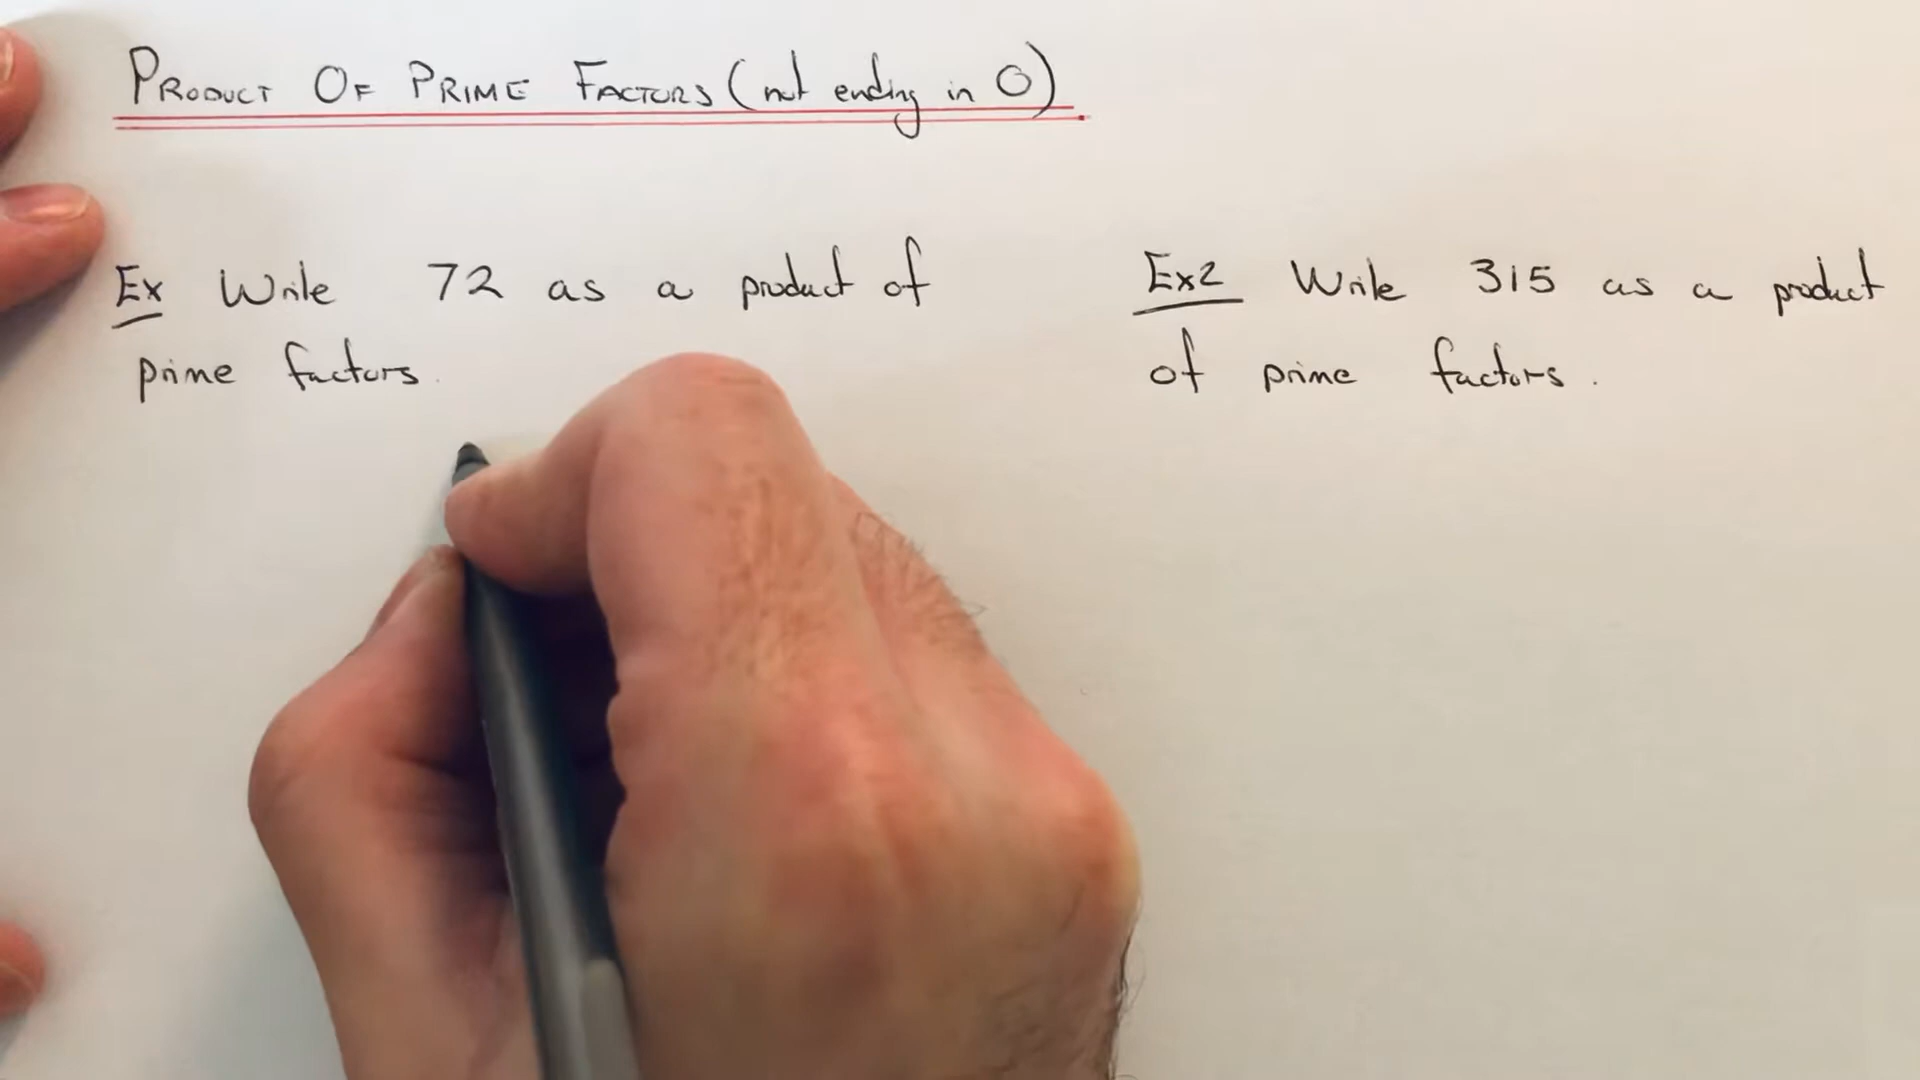 PRODUCT OF PRIME FACTORS (not ending in 0)
Ex Write 72 as a product of
prime factors.
Ex2 Write 315 as a product
of prime factors.